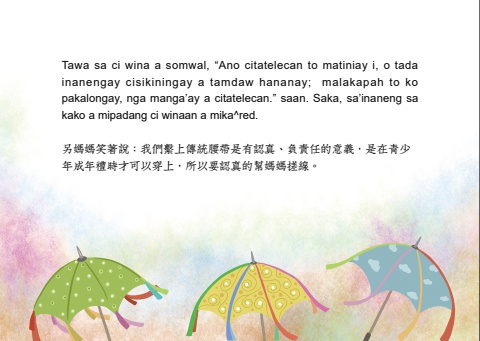 Tawa sa ci wina a somwal, “Ano citatelecan to matiniay i, o tada
inanengay cisikiningay a tamdaw hananay; malakapah to ko
pakalongay, nga manga’ay a citatelecan.” saan. Saka, sa’inaneng sa
kako a mipadang ci winaan a mika^red.
另媽媽笑著說：我們繫上傳統腰帶是有認真、負責任的意義，是在青少
年成年禮時才可以穿上，所以要認真的幫媽媽搓線。